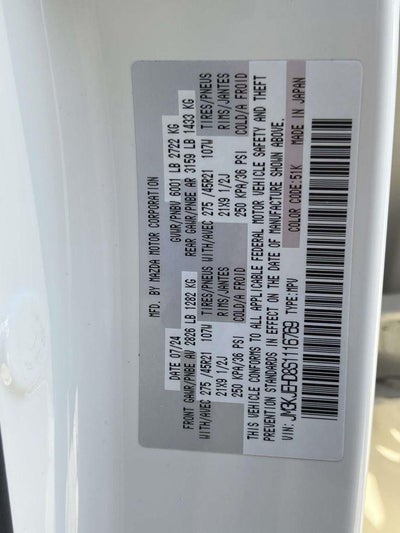 MFD. BY MAZDA MOTOR CORPORATION
DATE 07/24 GVWR/PNBV 6001 LB 2722 KG
FRONT GAWR/PNBE AV 2826 LB 1282 KG REAR GAWR/PNBE AR 3159 LB 1433 KG
WITH/AVEC 275 /45R21 107W TIRES/PNEUS WITH/AVEC 275 /45R21 107W TIRES/PNEUS
21X9 1/2J RIMS/JANTES 21X9 1/2J RIMS/JANTES
250 KPA/36 PSI COLD/A FROID 250 KPA/36 PSI COLD/A FROID
THIS VEHICLE CONFORMS TO ALL APPLICABLE FEDERAL MOTOR VEHICLE SAFETY AND THEFT
PREVENTION STANDARDS IN EFFECT ON THE DATE OF MANUFACTURE SHOWN ABOVE.
VIN: JM3KJEHD8S1116769 TYPE:MPV COLOR CODE:51K MADE IN JAPAN